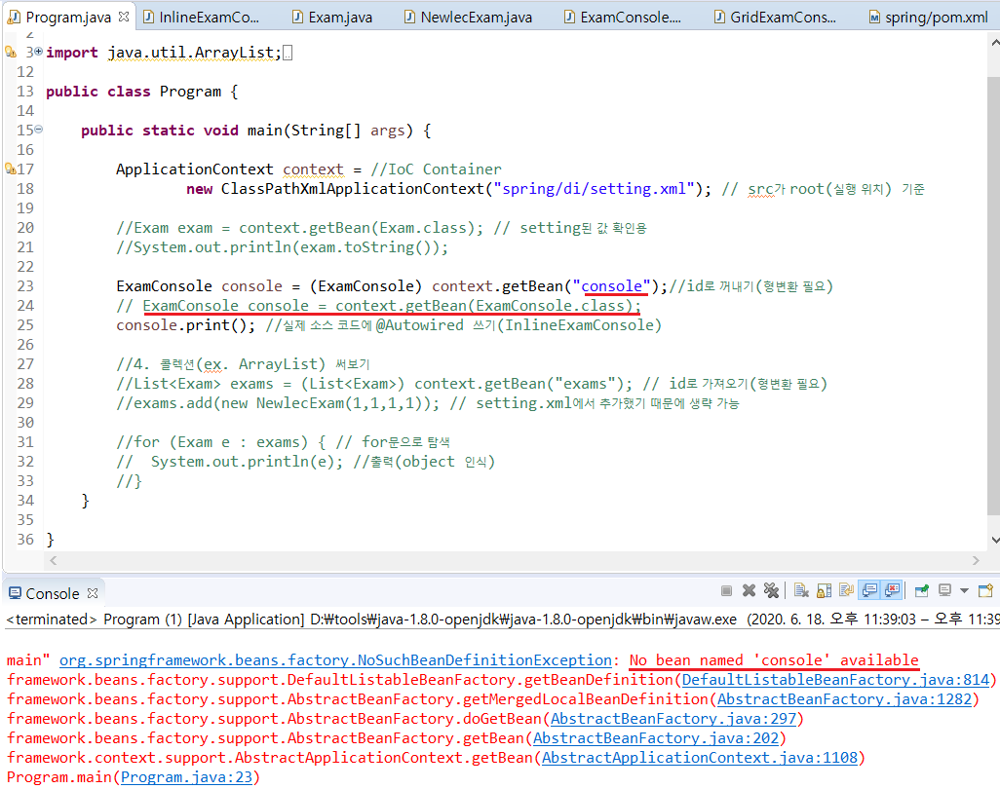 Program.java
InlineExamCo...
Exam.java
NewlecExam.java
ExamConsole....
GridExamCons...
spring/pom.xml
2
3 import java.util.ArrayList;
12
13 public class Program {
14
15 public static void main(String[] args) {
16
17 ApplicationContext context = //IoC Container
18 new ClassPathXmlApplicationContext("spring/di/setting.xml"); // src가 root(실행 위치) 기준
19
20 //Exam exam = context.getBean(Exam.class); // setting된 값 확인용
21 //System.out.println(exam.toString());
22
23 ExamConsole console = (ExamConsole) context.getBean("console");//id로 꺼내기(형변환 필요)
24 // ExamConsole console = context.getBean(ExamConsole.class);
25 console.print(); //실제 소스 코드에 @Autowired 쓰기(InlineExamConsole)
26
27 //4. 콜렉션(ex. ArrayList) 써보기
28 //List<Exam> exams = (List<Exam>) context.getBean("exams"); // id로 가져오기(형변환 필요)
29 //exams.add(new NewlecExam(1,1,1,1)); // setting.xml에서 추가했기 때문에 생략 가능
30
31 //for (Exam e : exams) { // for문으로 탐색
32 // System.out.println(e); //출력(object 인식)
33 //}
34 }
35
36 }
Console
<terminated> Program (1) [Java Application] D:₩tools₩java-1.8.0-openjdk₩java-1.8.0-openjdk₩bin₩javaw.exe (2020. 6. 18. 오후 11:39:03 – 오후 11:39
main" org.springframework.beans.factory.NoSuchBeanDefinitionException: No bean named 'console' available
framework.beans.factory.support.DefaultListableBeanFactory.getBeanDefinition(DefaultListableBeanFactory.java:814)
framework.beans.factory.support.AbstractBeanFactory.getMergedLocalBeanDefinition(AbstractBeanFactory.java:1282)
framework.beans.factory.support.AbstractBeanFactory.doGetBean(AbstractBeanFactory.java:297)
framework.beans.factory.support.AbstractBeanFactory.getBean(AbstractBeanFactory.java:202)
framework.context.support.AbstractApplicationContext.getBean(AbstractApplicationContext.java:1108)
Program.main(Program.java:23)